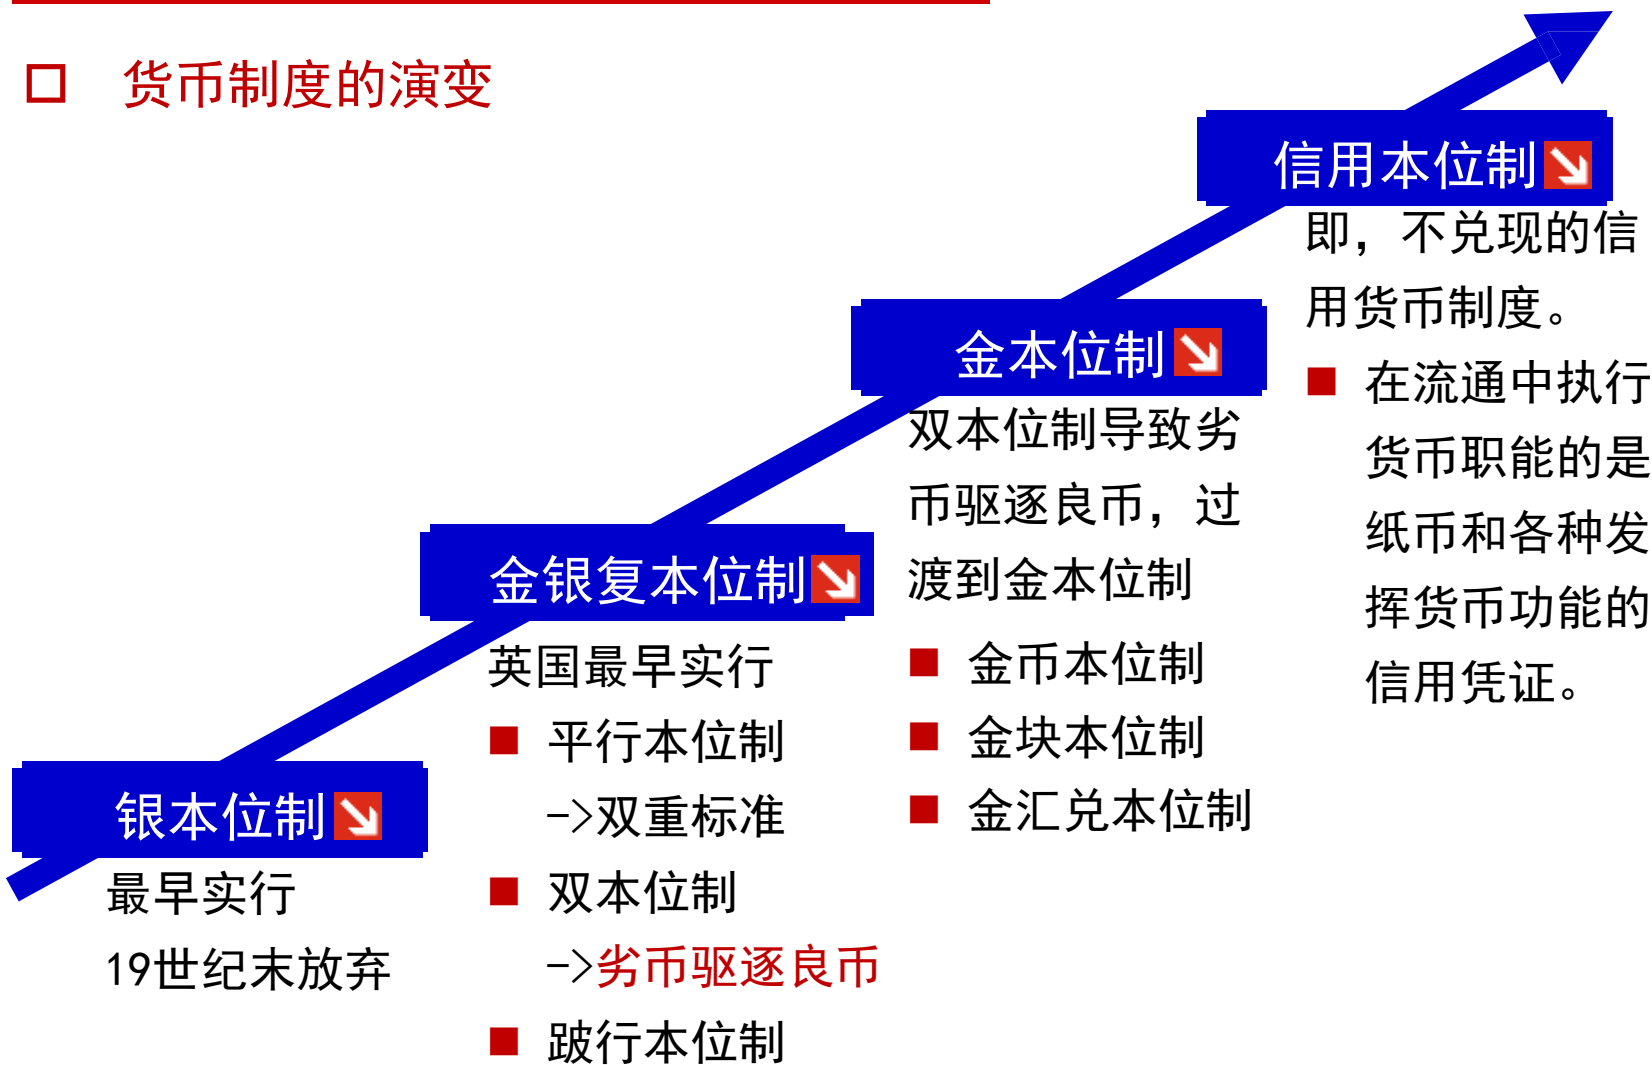 货币制度的演变
信用本位制
即，不兑现的信
用货币制度。
在流通中执行
货币职能的是
纸币和各种发
挥货币功能的
信用凭证。
金本位制
双本位制导致劣
币驱逐良币，过
渡到金本位制
金币本位制
金块本位制
金汇兑本位制
金银复本位制
英国最早实行
平行本位制
->双重标准
双本位制
->劣币驱逐良币
跛行本位制
银本位制
最早实行
19世纪末放弃